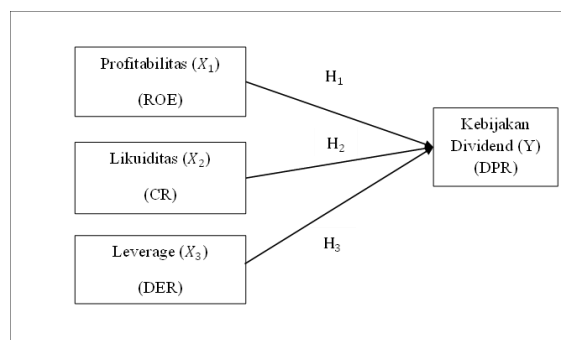 Profitabilitas (X₁)
(ROE)
H₁
Likuiditas (X₂)
(CR)
H₂
Leverage (X₃)
(DER)
H₃
Kebijakan
Dividend (Y)
(DPR)